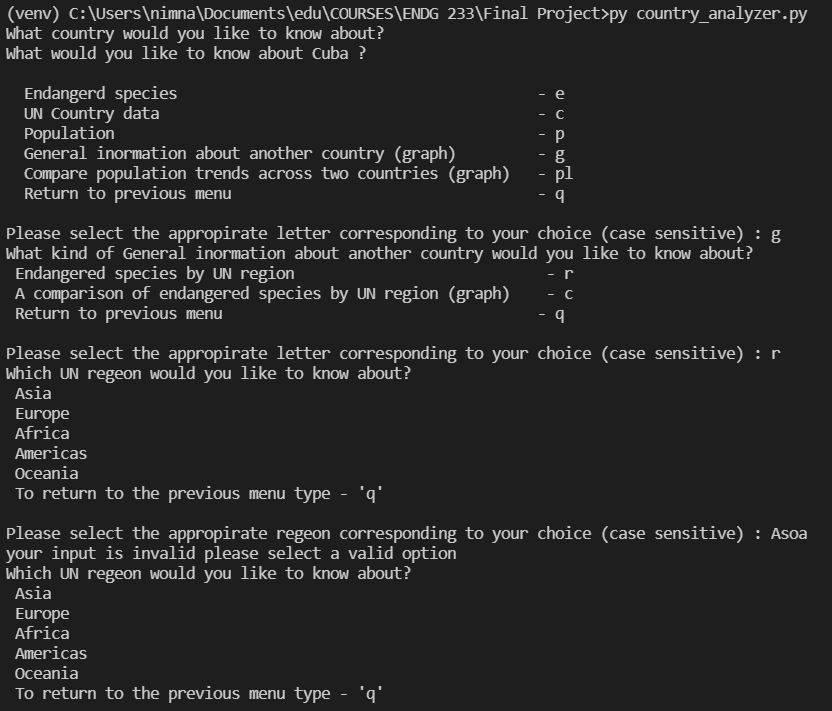 (venv) C:\Users\nimna\Documents\edu\COURSES\ENDG 233\Final Project>py country_analyzer.py
What country would you like to know about?
What would you like to know about Cuba ?
Endangerd species - e
UN Country data - c
Population - p
General inormation about another country (graph) - g
Compare population trends across two countries (graph) - pl
Return to previous menu - q
Please select the appropirate letter corresponding to your choice (case sensitive) : g
What kind of General inormation about another country would you like to know about?
Endangered species by UN region - r
A comparison of endangered species by UN region (graph) - c
Return to previous menu - q
Please select the appropirate letter corresponding to your choice (case sensitive) : r
Which UN regeon would you like to know about?
Asia
Europe
Africa
Americas
Oceania
To return to the previous menu type - 'q'
Please select the appropirate regeon corresponding to your choice (case sensitive) : Asoa
your input is invalid please select a valid option
Which UN regeon would you like to know about?
Asia
Europe
Africa
Americas
Oceania
To return to the previous menu type - 'q'